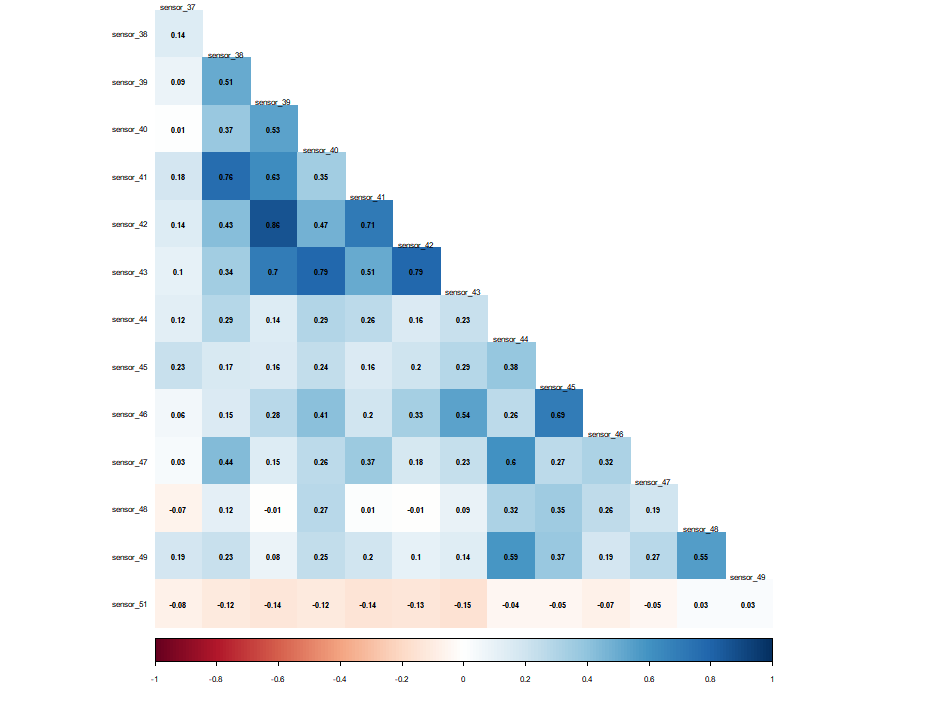 sensor_37
sensor_38 0.14
sensor_38
sensor_39 0.09 0.51
sensor_39
sensor_40 0.01 0.37 0.53
sensor_40
sensor_41 0.18 0.76 0.63 0.35
sensor_41
sensor_42 0.14 0.43 0.86 0.47 0.71
sensor_42
sensor_43 0.1 0.34 0.7 0.79 0.51 0.79
sensor_43
sensor_44 0.12 0.29 0.14 0.29 0.26 0.16 0.23
sensor_44
sensor_45 0.23 0.17 0.16 0.24 0.16 0.2 0.29 0.38
sensor_45
sensor_46 0.06 0.15 0.28 0.41 0.2 0.33 0.54 0.26 0.69
sensor_46
sensor_47 0.03 0.44 0.15 0.26 0.37 0.18 0.23 0.6 0.27 0.32
sensor_47
sensor_48 -0.07 0.12 -0.01 0.27 0.01 -0.01 0.09 0.32 0.35 0.26 0.19
sensor_48
sensor_49 0.19 0.23 0.08 0.25 0.2 0.1 0.14 0.59 0.37 0.19 0.27 0.55
sensor_49
sensor_51 -0.08 -0.12 -0.14 -0.12 -0.14 -0.13 -0.15 -0.04 -0.05 -0.07 -0.05 0.03 0.03
-1 -0.8 -0.6 -0.4 -0.2 0 0.2 0.4 0.6 0.8 1